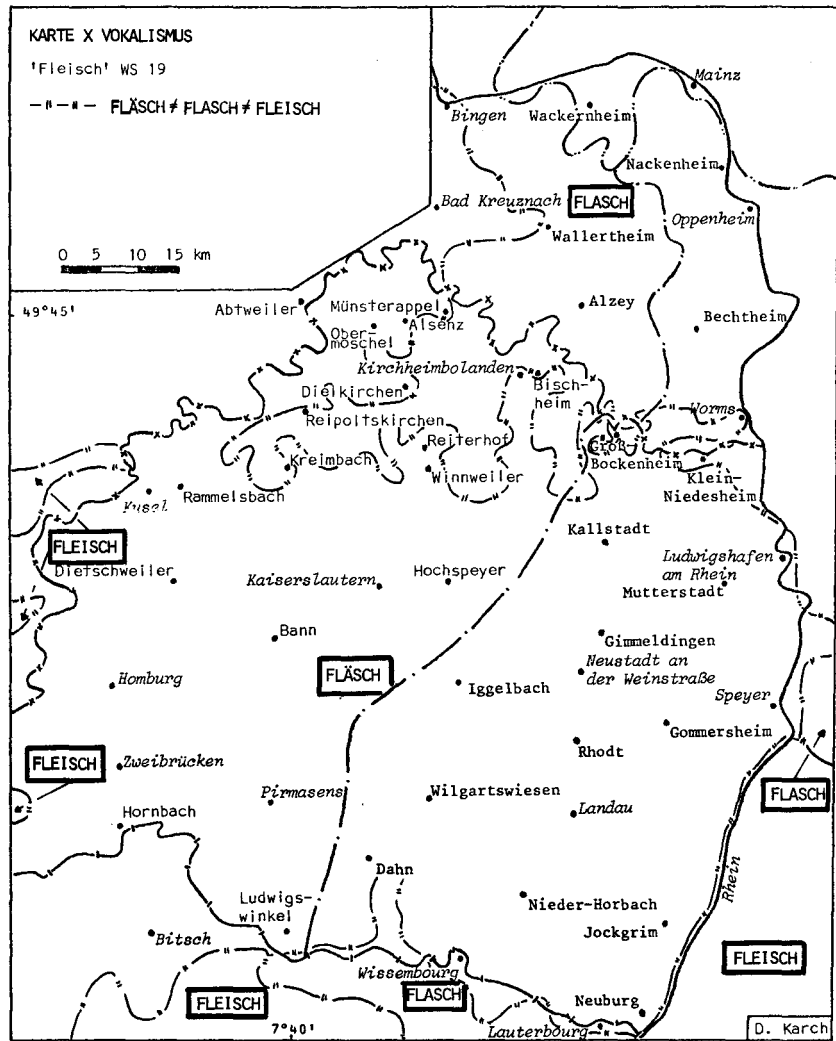 KARTE X VOKALISMUS
'Fleisch' WS 19
FLÄSCH ≠ FLASCH ≠ FLEISCH
Mainz
Bingen
Wackernheim
Nackenheim
Bad Kreuznach
FLASCH
Oppenheim
Wallertheim
0 5 10 15 km
49°45'
Abtweiler
Münsterappel
Alsenz
Ober-
moschel
Alzey
Bechtheim
Kirchheimbolanden
Bisch-
heim
Dielkirchen
Reipoltskirchen
Worms
Reiterhof
Groß-
Bockenheim
Kreimbach
Winnweiler
Klein-
Niedesheim
Kusel
Rammelsbach
FLEISCH
Kallstadt
Ludwigshafen
am Rhein
Dietschweiler
Kaiserslautern
Hochspeyer
Mutterstadt
Bann
Gimmeldingen
Neustadt an
der Weinstraße
Homburg
FLÄSCH
Iggelbach
Speyer
Gommersheim
FLEISCH
Zweibrücken
Rhodt
Pirmasens
Wilgartswiesen
Landau
FLASCH
Hornbach
Dahn
Rhein
Ludwigs-
winkel
Nieder-Horbach
Jockgrim
Bitsch
FLEISCH
Wissembourg
FLEISCH
FLASCH
Neuburg
7°40'
Lauterbourg
D. Karch